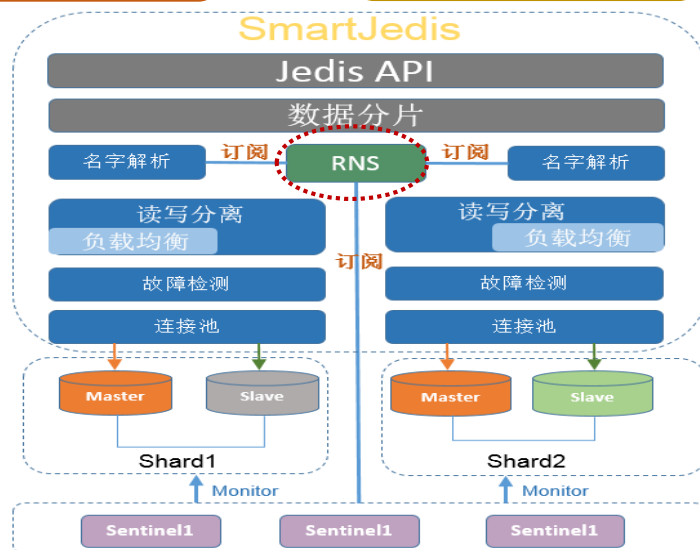 SmartJedis
Jedis API
数据分片
名字解析 订阅 RNS 订阅 名字解析
读写分离 读写分离
负载均衡 负载均衡
订阅
故障检测 故障检测
连接池 连接池
Master Slave Master Slave
Shard1 Shard2
Monitor Monitor
Sentinel1 Sentinel1 Sentinel1